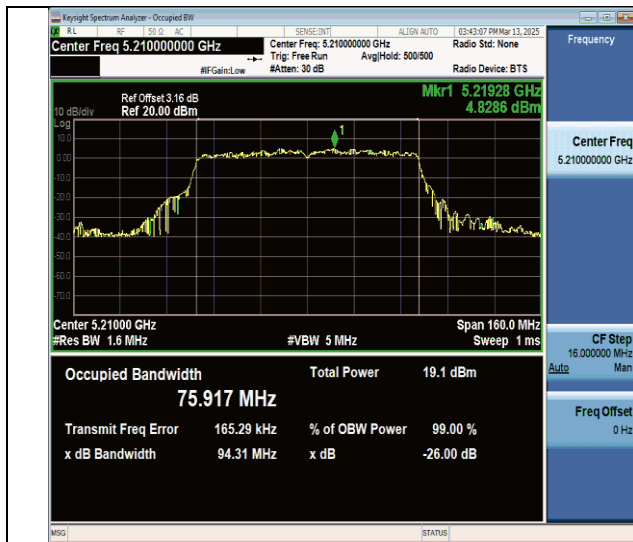 Keysight Spectrum Analyzer - Occupied BW
RL RF 50 Ω AC SENSE:INT ALIGN AUTO 03:43:07 PM Mar 13, 2025
Center Freq 5.210000000 GHz Center Freq: 5.210000000 GHz Radio Std: None Frequency
Trig: Free Run Avg|Hold: 500/500
#IFGain:Low #Atten: 30 dB Radio Device: BTS
Ref Offset 3.16 dB Mkr1 5.21928 GHz
10 dB/div Ref 20.00 dBm 4.8286 dBm
Log
10.0
0.00
-10.0
-20.0
-30.0
-40.0
-50.0
-60.0
-70.0
1
Center Freq
5.210000000 GHz
Center 5.21000 GHz Span 160.0 MHz
#Res BW 1.6 MHz #VBW 5 MHz Sweep 1 ms
CF Step
16.000000 MHz
Auto Man
Occupied Bandwidth Total Power 19.1 dBm
75.917 MHz
Freq Offset
0 Hz
Transmit Freq Error 165.29 kHz % of OBW Power 99.00 %
x dB Bandwidth 94.31 MHz x dB -26.00 dB
MSG STATUS